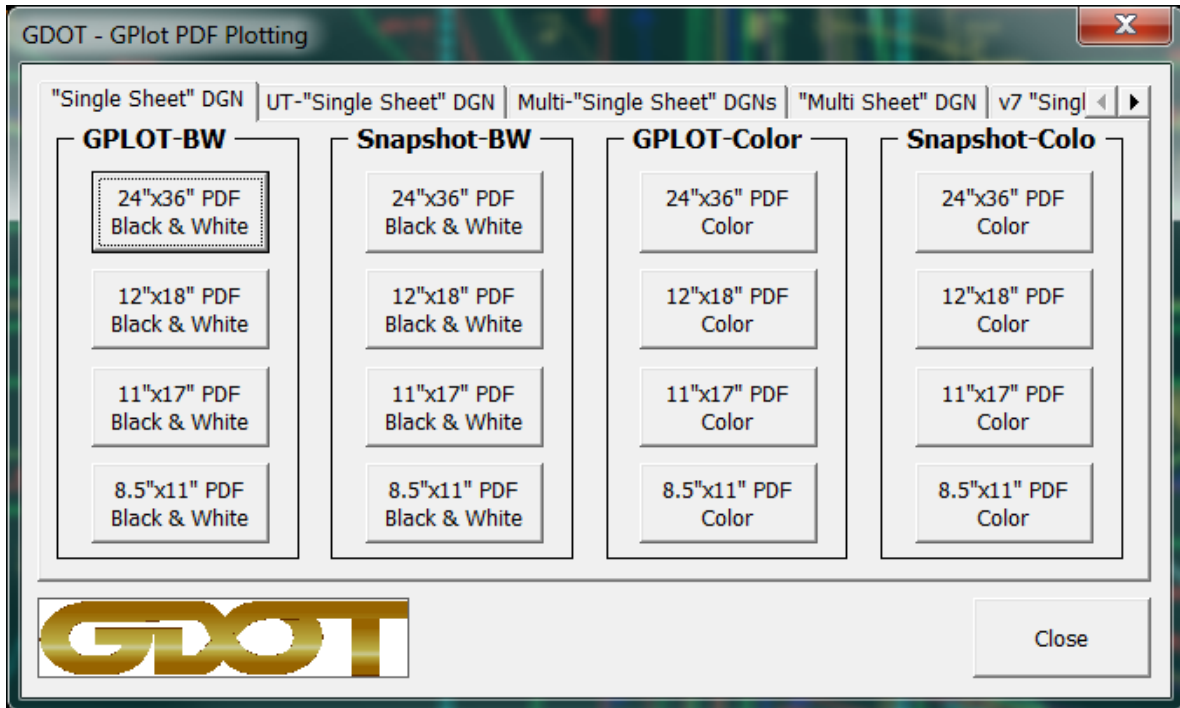 GDOT - GPlot PDF Plotting
"Single Sheet" DGN
UT-"Single Sheet" DGN
Multi-"Single Sheet" DGNs
"Multi Sheet" DGN
v7 "Singl
GPLOT-BW
24"x36" PDF
Black & White
12"x18" PDF
Black & White
11"x17" PDF
Black & White
8.5"x11" PDF
Black & White
Snapshot-BW
24"x36" PDF
Black & White
12"x18" PDF
Black & White
11"x17" PDF
Black & White
8.5"x11" PDF
Black & White
GPLOT-Color
24"x36" PDF
Color
12"x18" PDF
Color
11"x17" PDF
Color
8.5"x11" PDF
Color
Snapshot-Colo
24"x36" PDF
Color
12"x18" PDF
Color
11"x17" PDF
Color
8.5"x11" PDF
Color
GDOT
Close